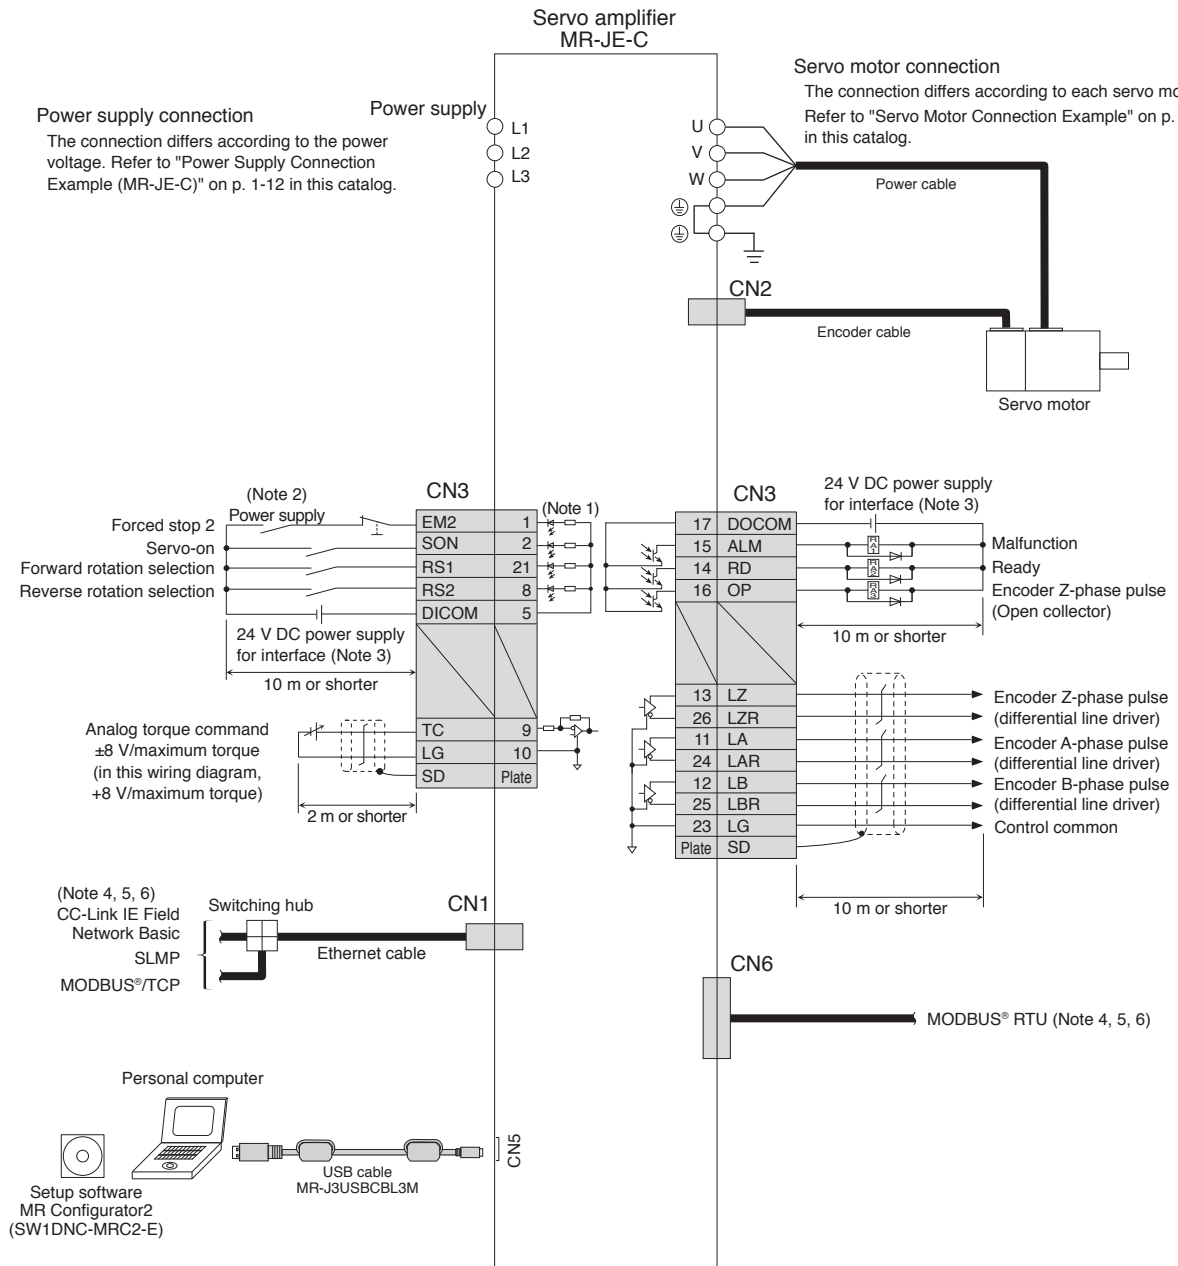 Servo amplifier
MR-JE-C
Servo motor connection
The connection differs according to each servo mo
Refer to "Servo Motor Connection Example" on p.
in this catalog.
Power supply connection
The connection differs according to the power
voltage. Refer to "Power Supply Connection
Example (MR-JE-C)" on p. 1-12 in this catalog.
Power supply
L1
L2
L3
U
V
W
Power cable
CN2
Encoder cable
Servo motor
CN3
(Note 2)
Power supply
(Note 1)
Forced stop 2
EM2 1
Servo-on
SON 2
Forward rotation selection
RS1 21
Reverse rotation selection
RS2 8
DICOM 5
24 V DC power supply
for interface (Note 3)
10 m or shorter
Analog torque command
±8 V/maximum torque
(in this wiring diagram,
+8 V/maximum torque)
TC 9
LG 10
SD Plate
2 m or shorter
CN3
24 V DC power supply
for interface (Note 3)
17 DOCOM
15 ALM
RA1
Malfunction
14 RD
RA2
Ready
16 OP
RA3
Encoder Z-phase pulse
(Open collector)
10 m or shorter
13 LZ
Encoder Z-phase pulse
26 LZR
(differential line driver)
11 LA
Encoder A-phase pulse
24 LAR
(differential line driver)
12 LB
Encoder B-phase pulse
25 LBR
(differential line driver)
23 LG
Control common
Plate SD
10 m or shorter
(Note 4, 5, 6)
CC-Link IE Field
Network Basic
SLMP
MODBUS®/TCP
Switching hub
Ethernet cable
CN1
CN6
MODBUS® RTU (Note 4, 5, 6)
Personal computer
CN5
USB cable
MR-J3USBCBL3M
Setup software
MR Configurator2
(SW1DNC-MRC2-E)